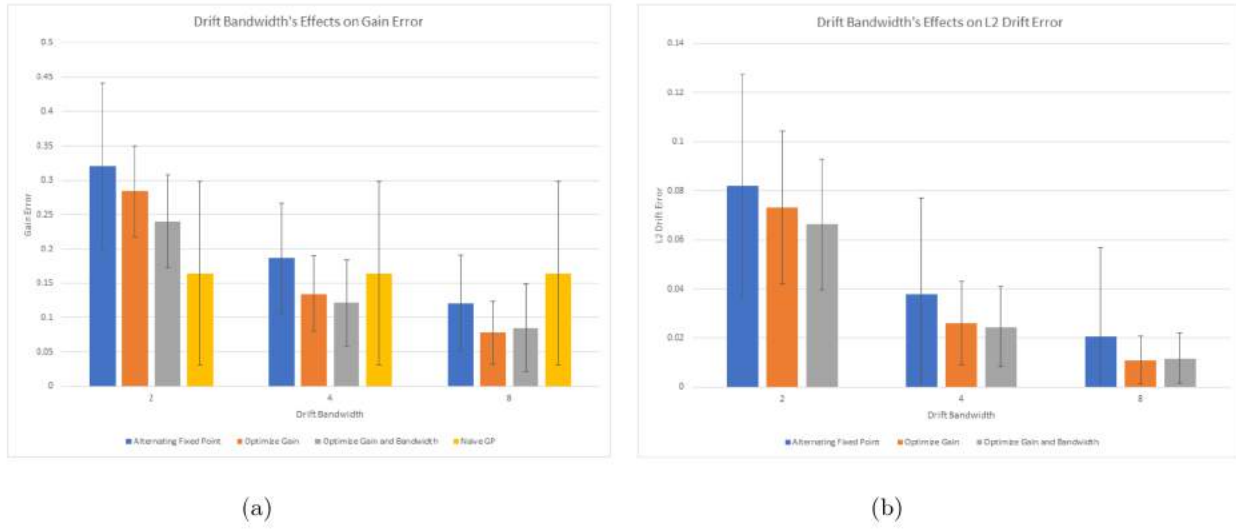 Drift Bandwidth's Effects on Gain Error
0.5
0.45
0.4
0.35
0.3
0.25
0.2
0.15
0.1
0.05
0
Gain Error
2 4 8
Drift Bandwidth
Alternating Fixed Point Optimize Gain Optimize Gain and Bandwidth Naive GP
(a)
Drift Bandwidth's Effects on L2 Drift Error
0.14
0.12
0.1
0.08
0.06
0.04
0.02
0
L2 Drift Error
2 4 8
Drift Bandwidth
Alternating Fixed Point Optimize Gain Optimize Gain and Bandwidth
(b)